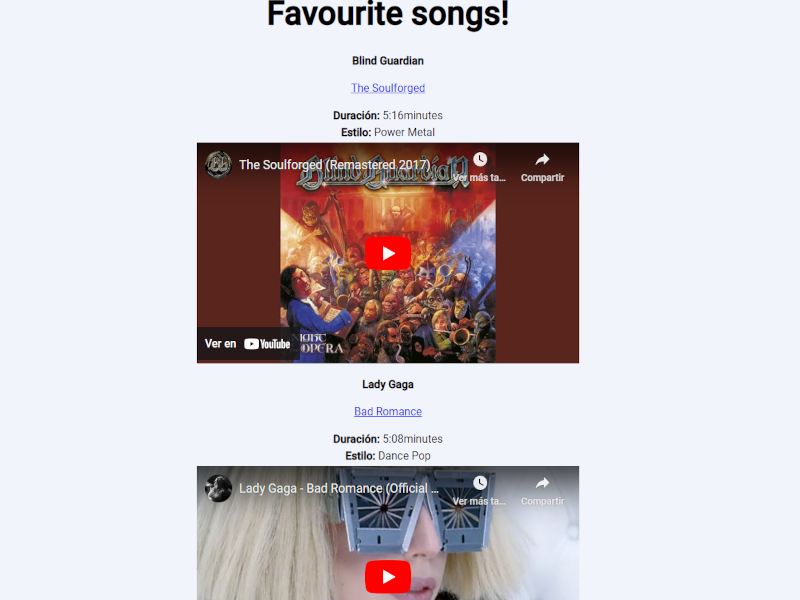 Favourite songs!
Blind Guardian
The Soulforged
Duración: 5:16minutes
Estilo: Power Metal
The Soulforged (Remastered 2017)
Ver más ta...
Compartir
Blind Guardian
Ver en YouTube
OPERA
Lady Gaga
Bad Romance
Duración: 5:08minutes
Estilo: Dance Pop
Lady Gaga - Bad Romance (Official ...
Ver más ta...
Compartir